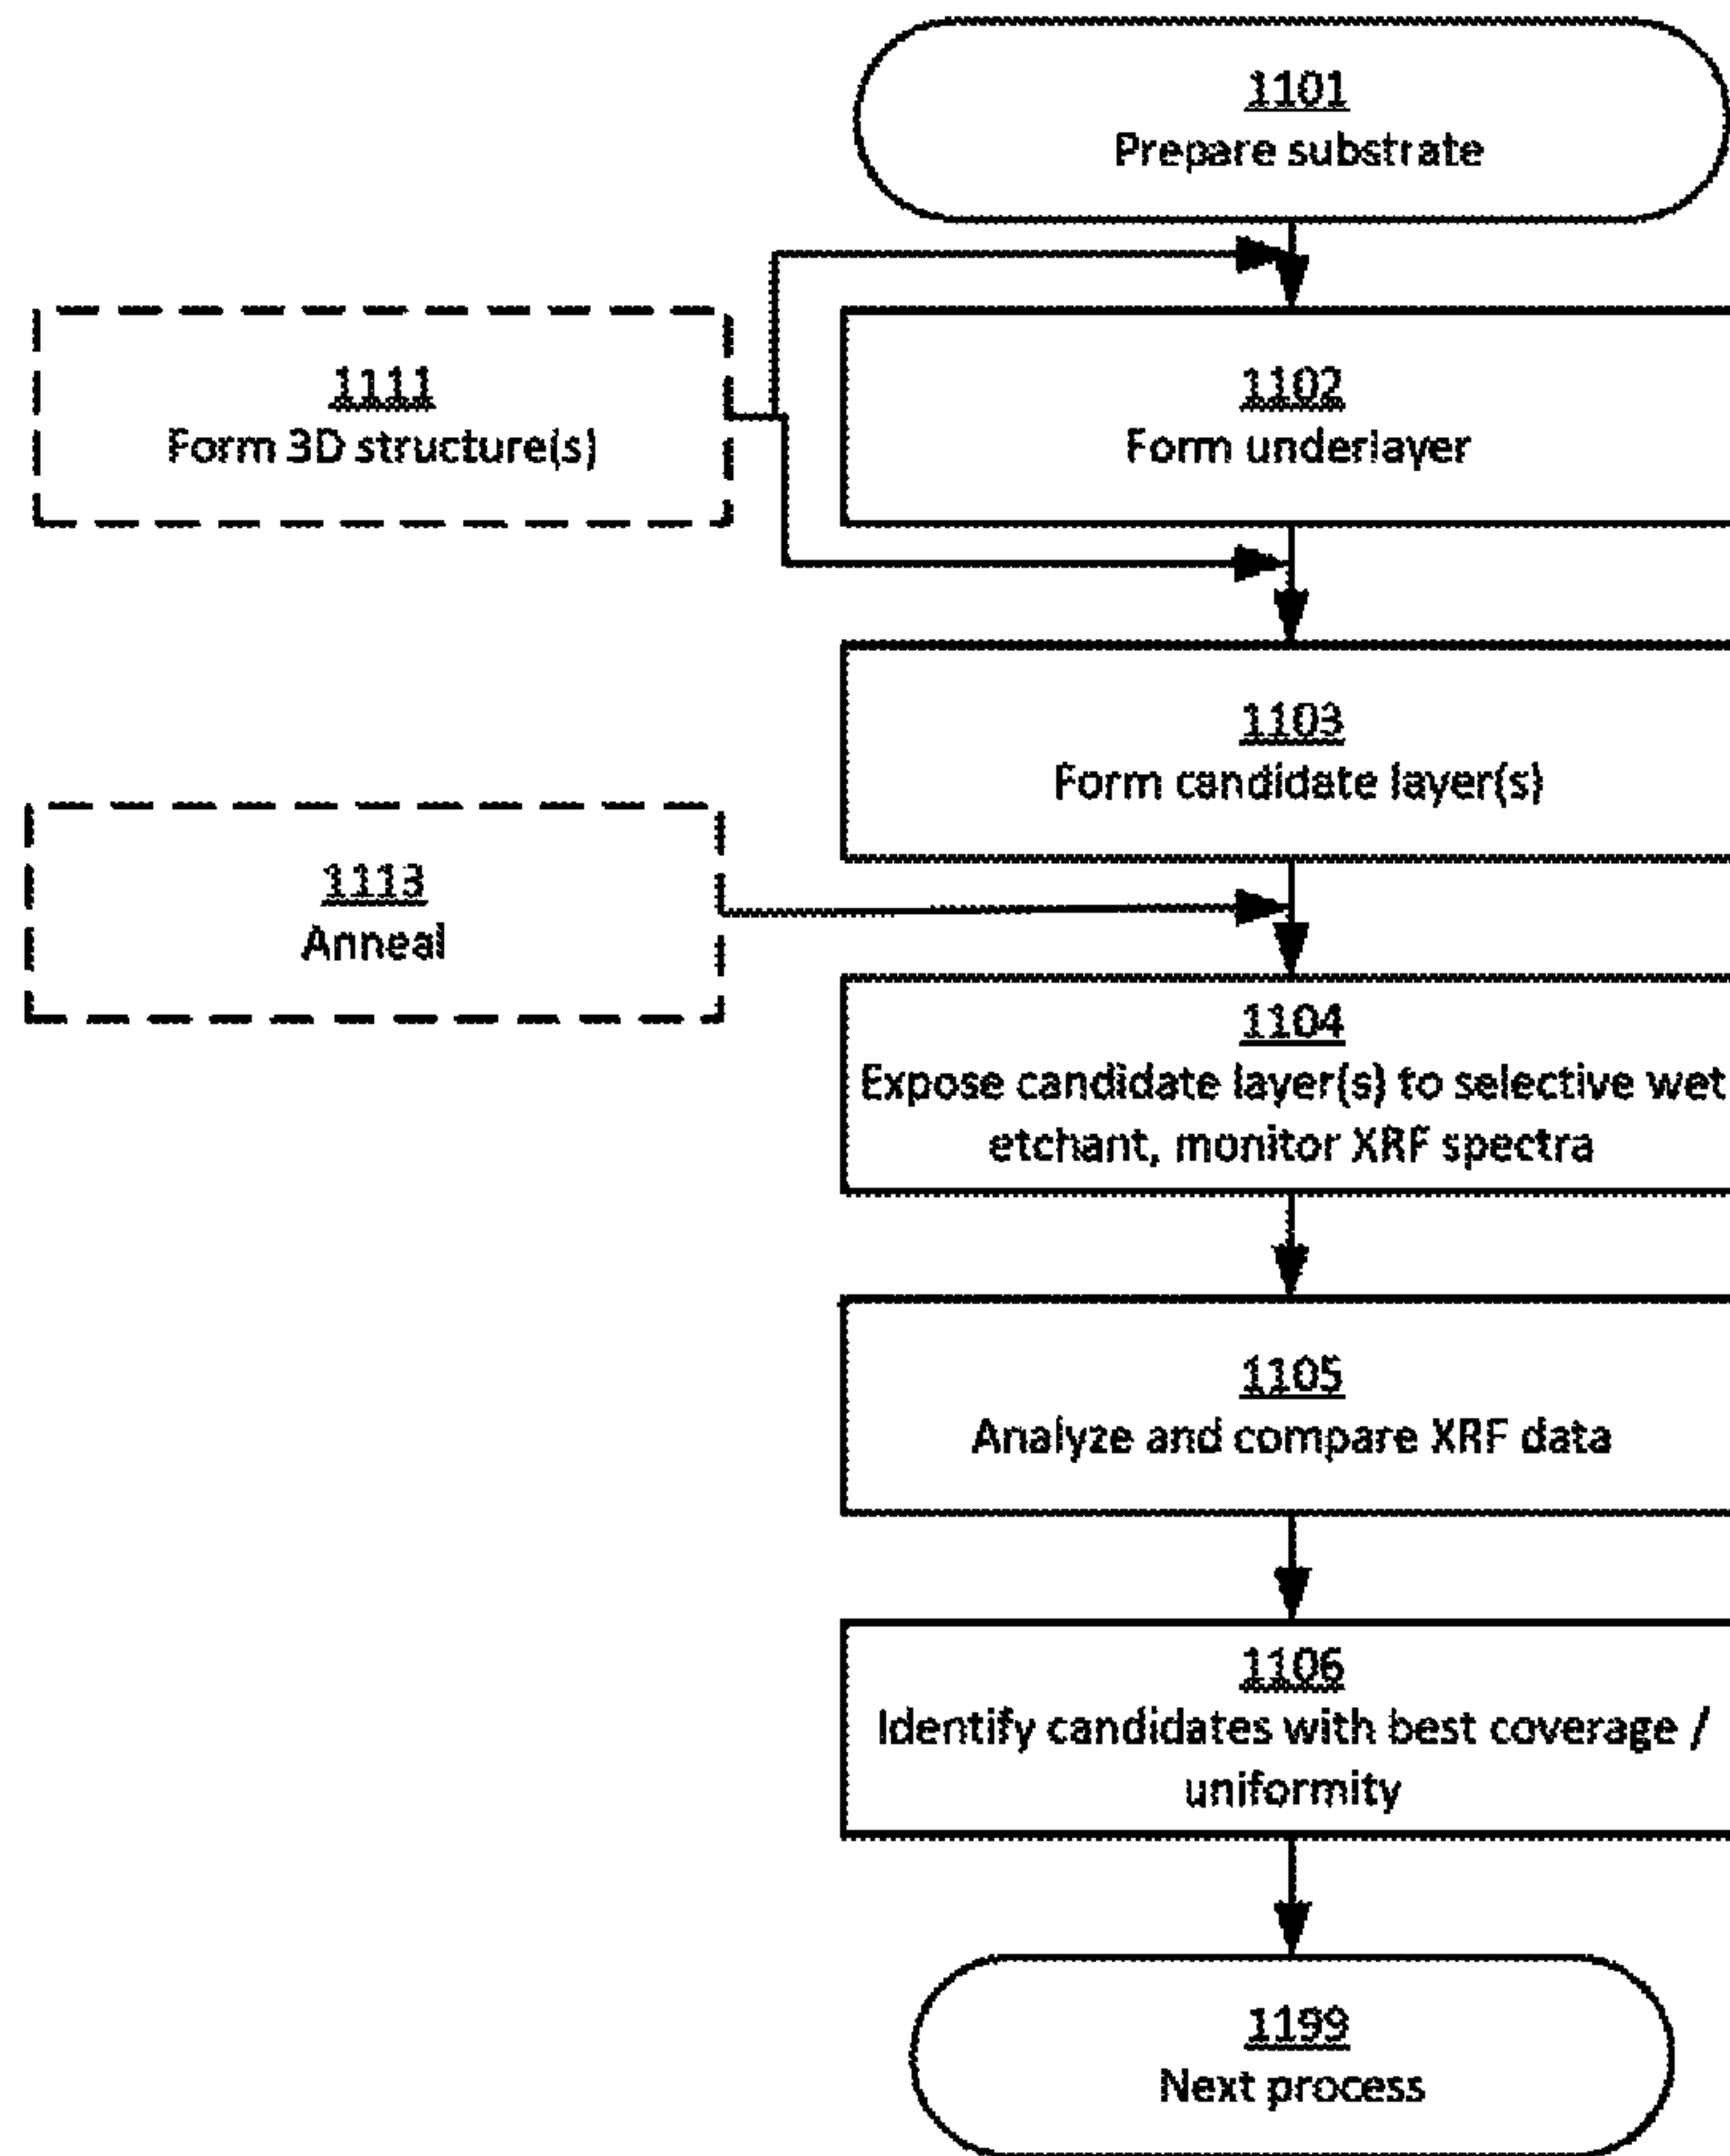 1101
Prepare substrate
1111
Form 3D structure(s)
1102
Form underlayer
1103
Form candidate layer(s)
1113
Anneal
1104
Expose candidate layer(s) to selective wet
etchant, monitor XRF spectra
1105
Analyze and compare XRF data
1106
Identify candidates with best coverage /
uniformity
1199
Next process